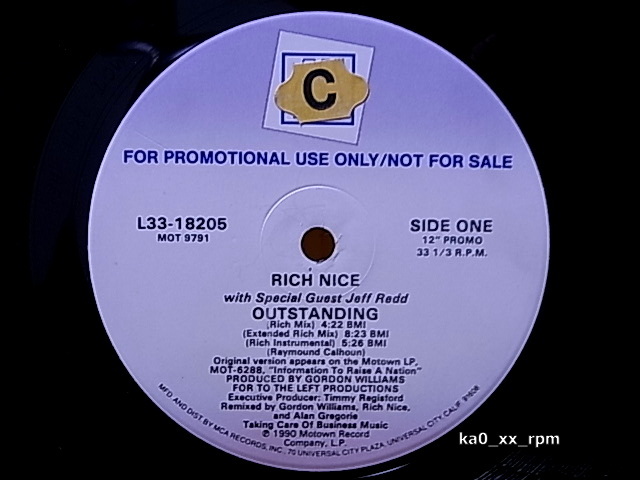 C
FOR PROMOTIONAL USE ONLY/NOT FOR SALE
L33-18205
MOT 9791
SIDE ONE
12" PROMO
33 1/3 R.P.M.
RICH NICE
with Special Guest Jeff Redd
OUTSTANDING
(Rich Mix) 4:22 BMI
(Extended Rich Mix) 8:23 BMI
(Rich Instrumental) 5:26 BMI
(Raymond Calhoun)
Original version appears on the Motown LP,
MOT-6288, "Information To Raise A Nation"
PRODUCED BY GORDON WILLIAMS
FOR TO THE LEFT PRODUCTIONS
Executive Producer: Timmy Regisford
Remixed by Gordon Williams, Rich Nice,
and Alan Gregorie
Taking Care Of Business Music
℗ 1990 Motown Record
Company, L.P.
MFG. AND DIST. BY MCA RECORDS, INC., 70 UNIVERSAL CITY PLAZA, UNIVERSAL CITY, CALIF. 91608
ka0_xx_rpm